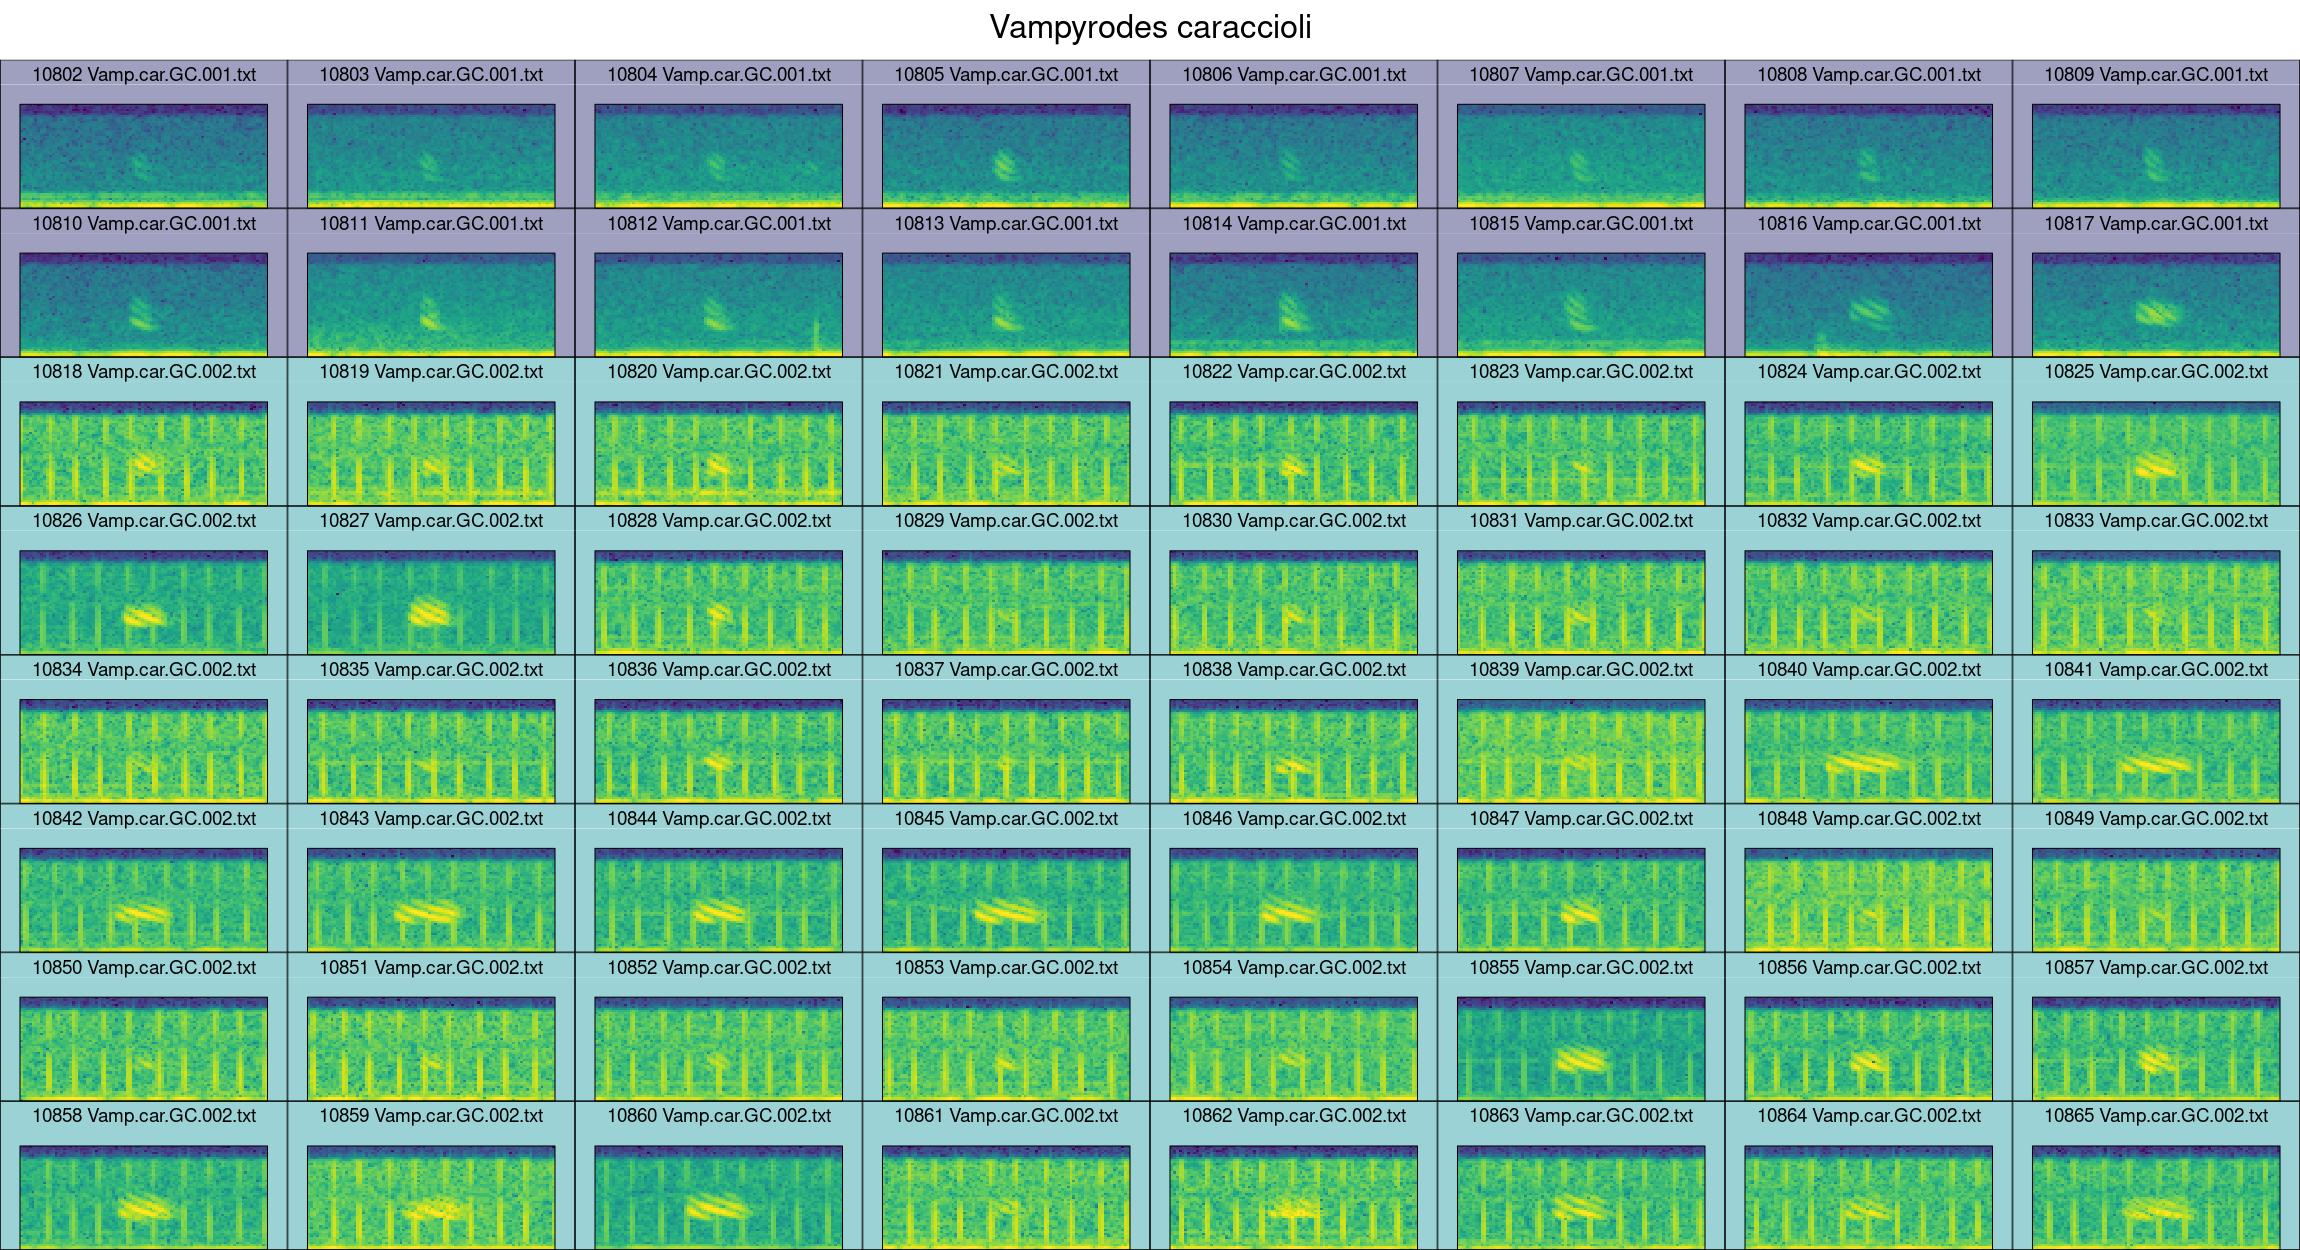 Vampyrodes caraccioli
10802 Vamp.car.GC.001.txt 10803 Vamp.car.GC.001.txt 10804 Vamp.car.GC.001.txt 10805 Vamp.car.GC.001.txt 10806 Vamp.car.GC.001.txt 10807 Vamp.car.GC.001.txt 10808 Vamp.car.GC.001.txt 10809 Vamp.car.GC.001.txt
10810 Vamp.car.GC.001.txt 10811 Vamp.car.GC.001.txt 10812 Vamp.car.GC.001.txt 10813 Vamp.car.GC.001.txt 10814 Vamp.car.GC.001.txt 10815 Vamp.car.GC.001.txt 10816 Vamp.car.GC.001.txt 10817 Vamp.car.GC.001.txt
10818 Vamp.car.GC.002.txt 10819 Vamp.car.GC.002.txt 10820 Vamp.car.GC.002.txt 10821 Vamp.car.GC.002.txt 10822 Vamp.car.GC.002.txt 10823 Vamp.car.GC.002.txt 10824 Vamp.car.GC.002.txt 10825 Vamp.car.GC.002.txt
10826 Vamp.car.GC.002.txt 10827 Vamp.car.GC.002.txt 10828 Vamp.car.GC.002.txt 10829 Vamp.car.GC.002.txt 10830 Vamp.car.GC.002.txt 10831 Vamp.car.GC.002.txt 10832 Vamp.car.GC.002.txt 10833 Vamp.car.GC.002.txt
10834 Vamp.car.GC.002.txt 10835 Vamp.car.GC.002.txt 10836 Vamp.car.GC.002.txt 10837 Vamp.car.GC.002.txt 10838 Vamp.car.GC.002.txt 10839 Vamp.car.GC.002.txt 10840 Vamp.car.GC.002.txt 10841 Vamp.car.GC.002.txt
10842 Vamp.car.GC.002.txt 10843 Vamp.car.GC.002.txt 10844 Vamp.car.GC.002.txt 10845 Vamp.car.GC.002.txt 10846 Vamp.car.GC.002.txt 10847 Vamp.car.GC.002.txt 10848 Vamp.car.GC.002.txt 10849 Vamp.car.GC.002.txt
10850 Vamp.car.GC.002.txt 10851 Vamp.car.GC.002.txt 10852 Vamp.car.GC.002.txt 10853 Vamp.car.GC.002.txt 10854 Vamp.car.GC.002.txt 10855 Vamp.car.GC.002.txt 10856 Vamp.car.GC.002.txt 10857 Vamp.car.GC.002.txt
10858 Vamp.car.GC.002.txt 10859 Vamp.car.GC.002.txt 10860 Vamp.car.GC.002.txt 10861 Vamp.car.GC.002.txt 10862 Vamp.car.GC.002.txt 10863 Vamp.car.GC.002.txt 10864 Vamp.car.GC.002.txt 10865 Vamp.car.GC.002.txt